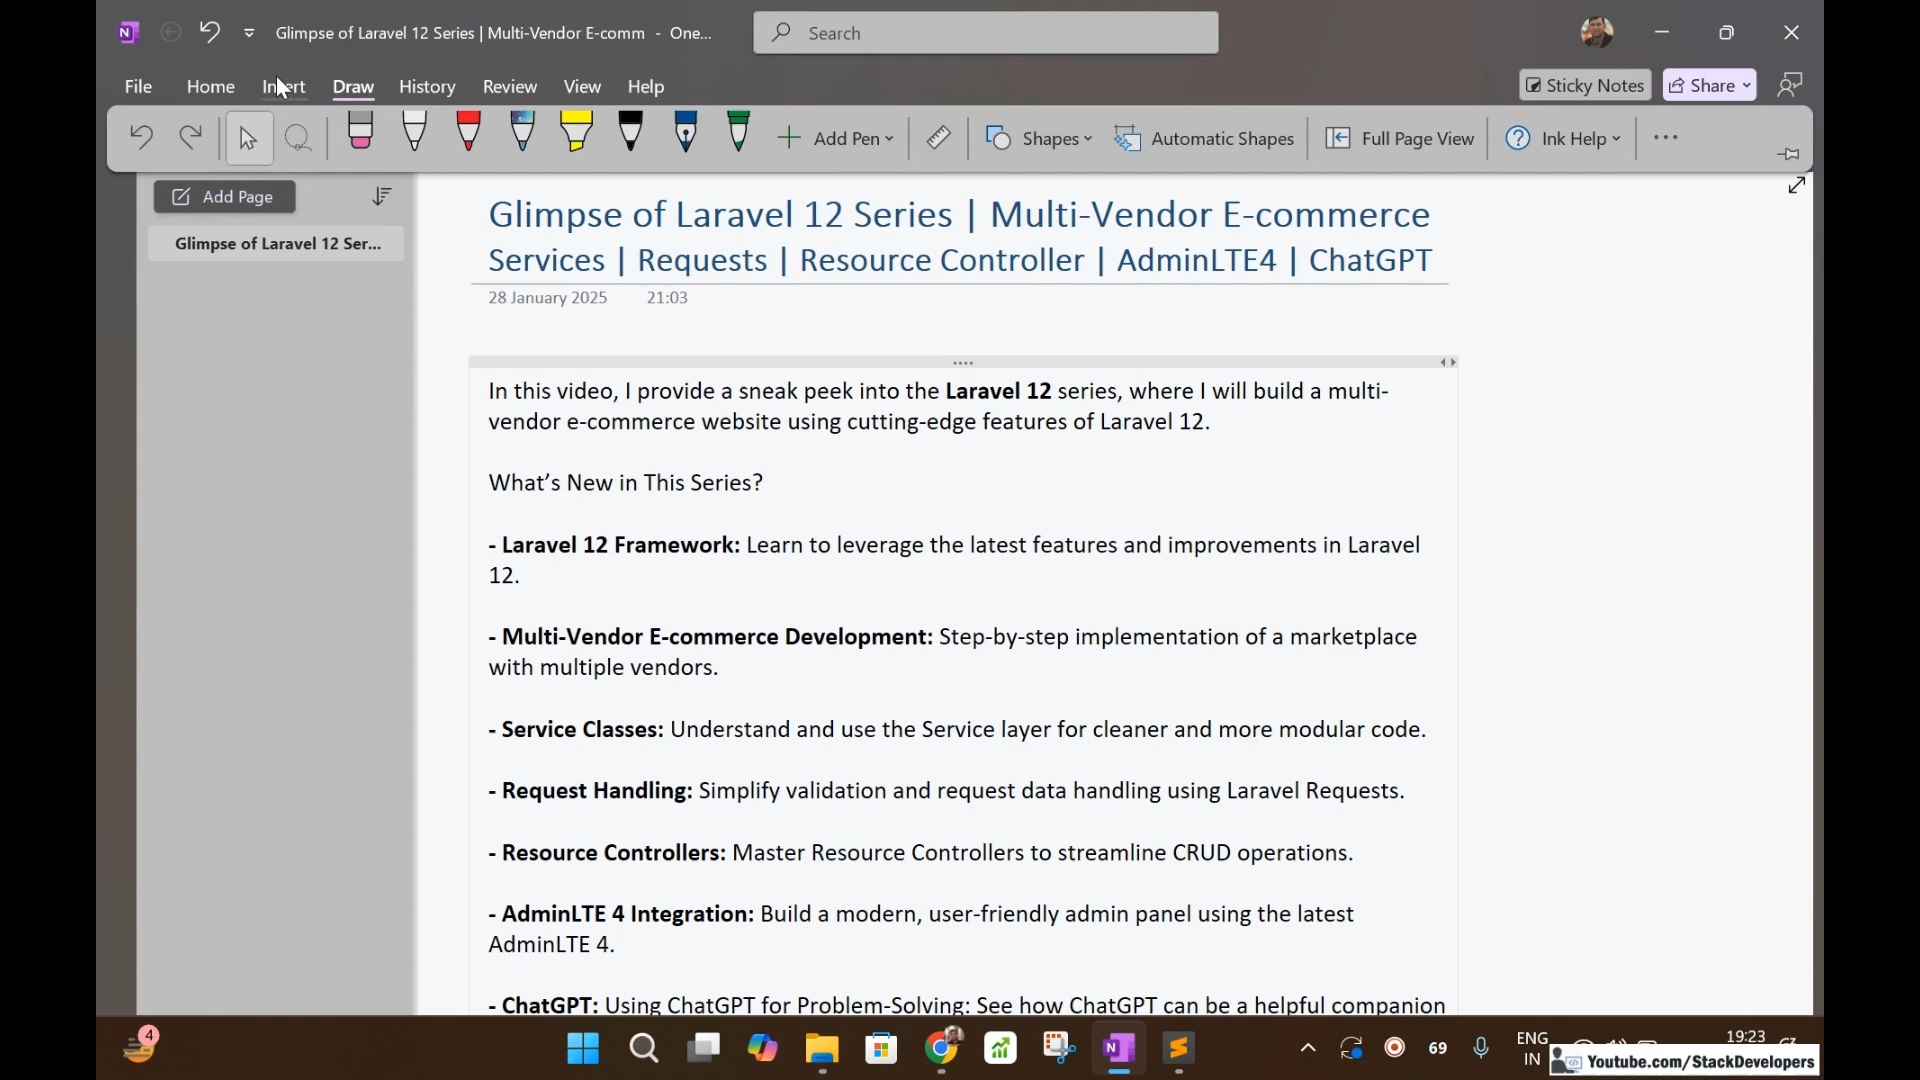 Glimpse of Laravel 12 Series | Multi-Vendor E-comm - One...
Search
File Home Insert Draw History Review View Help
Sticky Notes Share
Add Pen Shapes Automatic Shapes Full Page View Ink Help
Add Page
Glimpse of Laravel 12 Ser...
Glimpse of Laravel 12 Series | Multi-Vendor E-commerce
Services | Requests | Resource Controller | AdminLTE4 | ChatGPT
28 January 2025 21:03
In this video, I provide a sneak peek into the Laravel 12 series, where I will build a multi-
vendor e-commerce website using cutting-edge features of Laravel 12.
What’s New in This Series?
- Laravel 12 Framework: Learn to leverage the latest features and improvements in Laravel
12.
- Multi-Vendor E-commerce Development: Step-by-step implementation of a marketplace
with multiple vendors.
- Service Classes: Understand and use the Service layer for cleaner and more modular code.
- Request Handling: Simplify validation and request data handling using Laravel Requests.
- Resource Controllers: Master Resource Controllers to streamline CRUD operations.
- AdminLTE 4 Integration: Build a modern, user-friendly admin panel using the latest
AdminLTE 4.
- ChatGPT: Using ChatGPT for Problem-Solving: See how ChatGPT can be a helpful companion
4
69
ENG
IN
19:23
Youtube.com/StackDevelopers